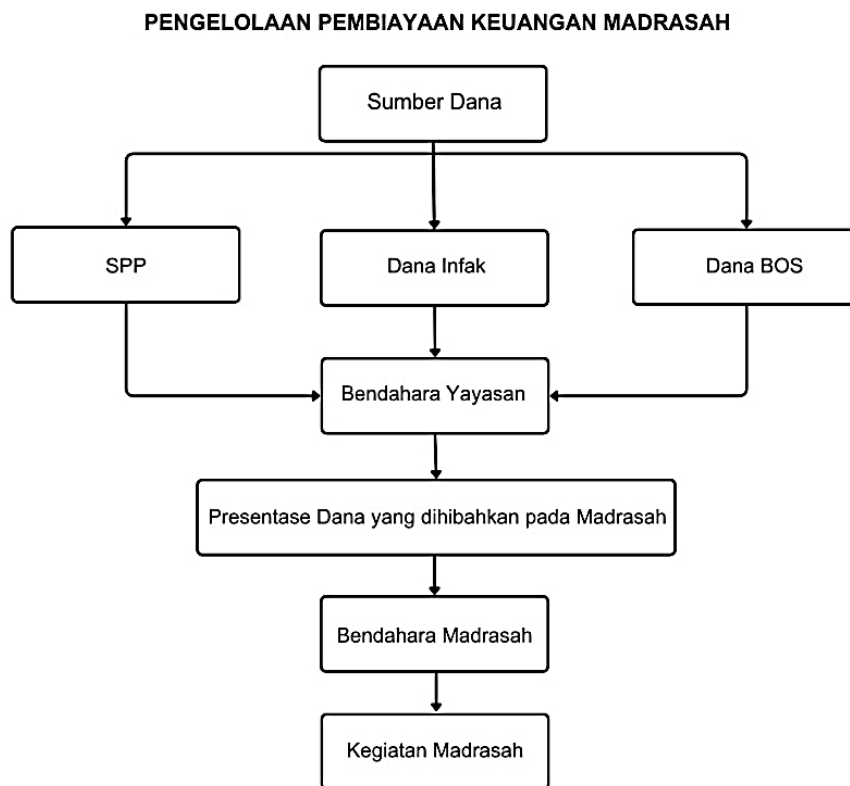 PENGELOLAAN PEMBIAYAAN KEUANGAN MADRASAH
Sumber Dana
SPP
Dana Infak
Dana BOS
Bendahara Yayasan
Presentase Dana yang dihibahkan pada Madrasah
Bendahara Madrasah
Kegiatan Madrasah